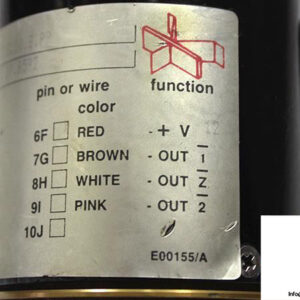 pin or wire function
color
6F RED - + V
7G BROWN - OUT 1̅
8H WHITE - OUT Z̅
9I PINK - OUT 2̅
10J
E00155/A